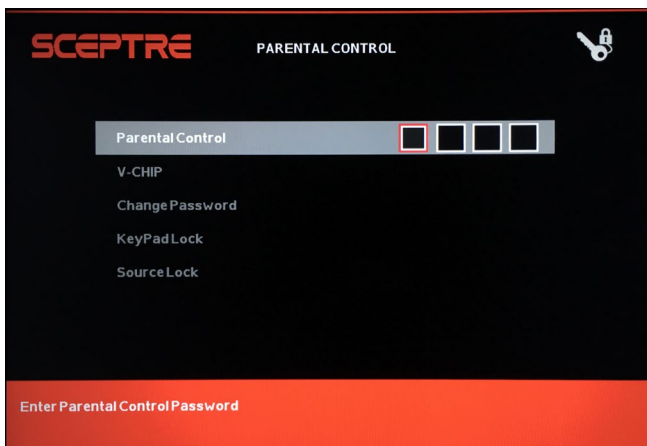 SCEPTRE
PARENTAL CONTROL
Parental Control
V-CHIP
Change Password
KeyPad Lock
Source Lock
Enter Parental Control Password